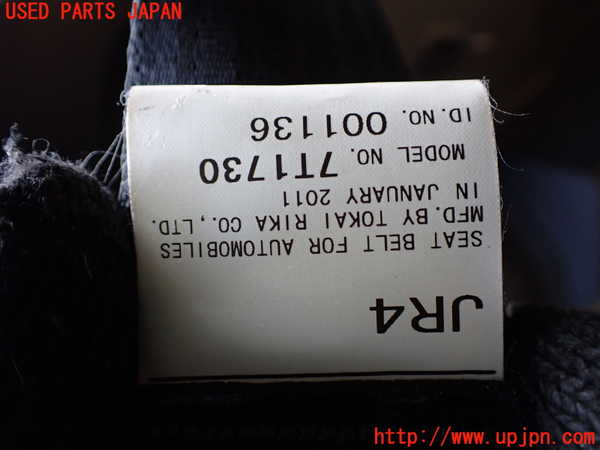 USED PARTS JAPAN
JR4
SEAT BELT FOR AUTOMOBILES
MFD.BY TOKAI RIKA CO.,LTD.
IN JANUARY 2011
MODEL NO. 7T1730
ID.NO. 001136
(C)UPJ - www.upjpn.com